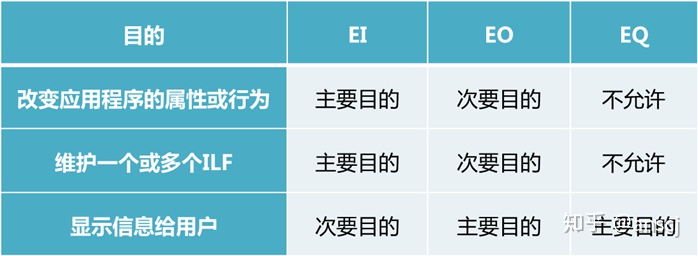 目的 EI EO EQ
改变应用程序的属性或行为 主要目的 次要目的 不允许
维护一个或多个ILF 主要目的 次要目的 不允许
显示信息给用户 次要目的 主要目的 主要目的
知乎